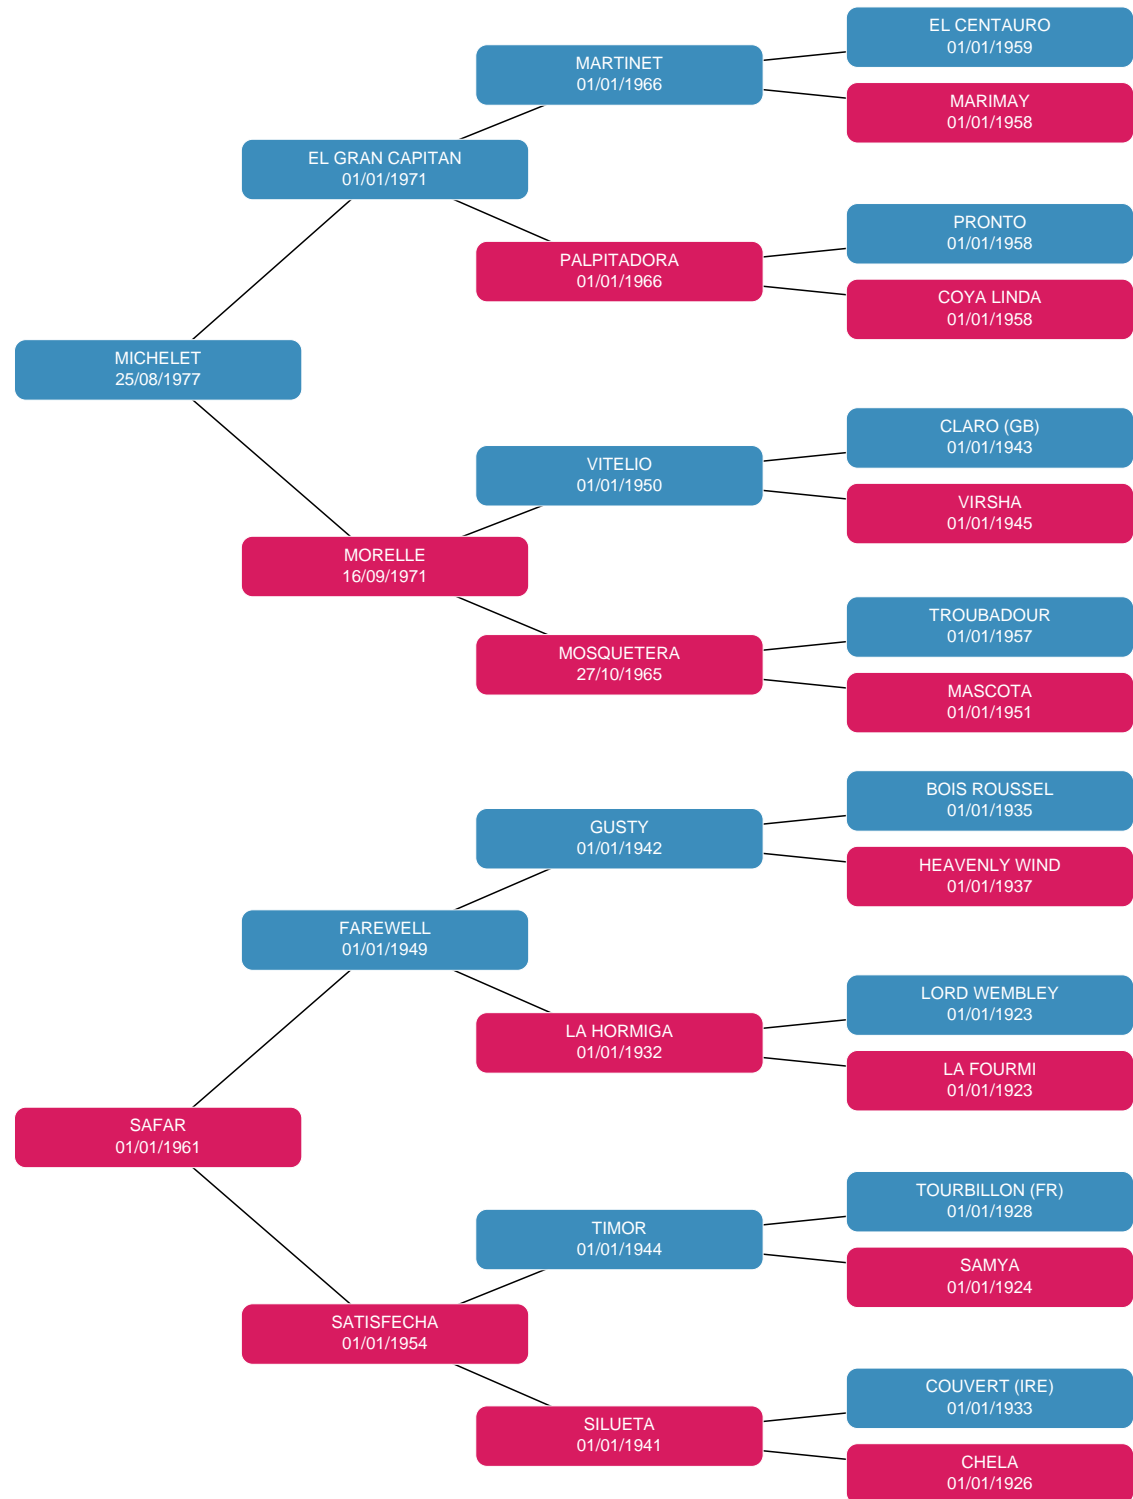 EL CENTAURO
01/01/1959
MARTINET
01/01/1966
MARIMAY
01/01/1958
EL GRAN CAPITAN
01/01/1971
PRONTO
01/01/1958
PALPITADORA
01/01/1966
COYA LINDA
01/01/1958
MICHELET
25/08/1977
CLARO (GB)
01/01/1943
VITELIO
01/01/1950
VIRSHA
01/01/1945
MORELLE
16/09/1971
TROUBADOUR
01/01/1957
MOSQUETERA
27/10/1965
MASCOTA
01/01/1951
BOIS ROUSSEL
01/01/1935
GUSTY
01/01/1942
HEAVENLY WIND
01/01/1937
FAREWELL
01/01/1949
LORD WEMBLEY
01/01/1923
LA HORMIGA
01/01/1932
LA FOURMI
01/01/1923
SAFAR
01/01/1961
TOURBILLON (FR)
01/01/1928
TIMOR
01/01/1944
SAMYA
01/01/1924
SATISFECHA
01/01/1954
COUVERT (IRE)
01/01/1933
SILUETA
01/01/1941
CHELA
01/01/1926